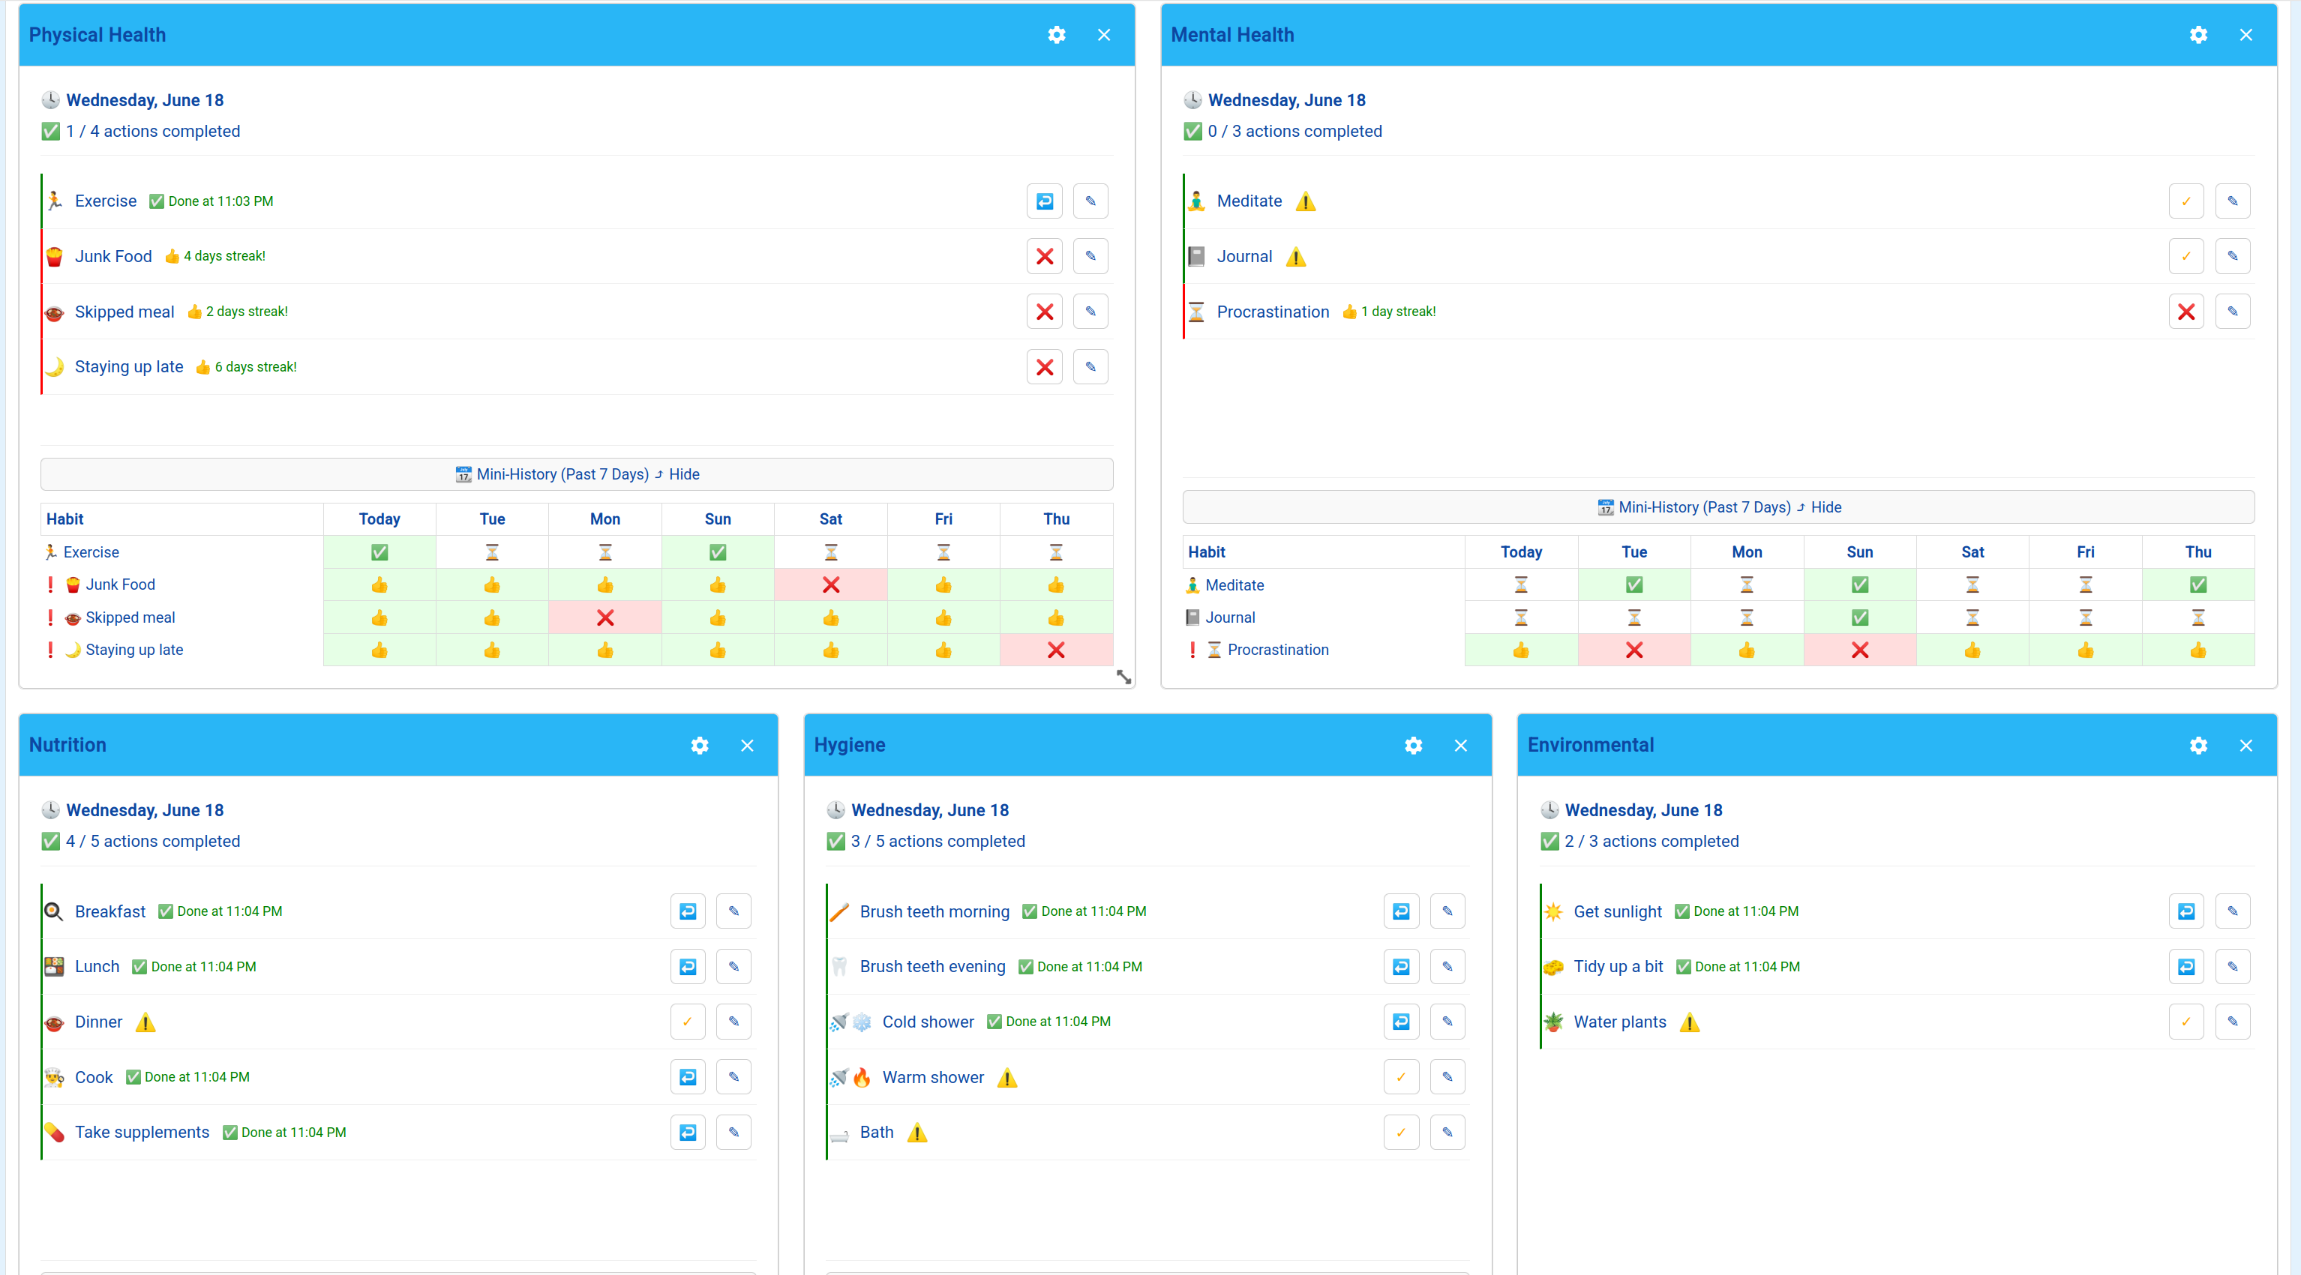 Physical Health
Wednesday, June 18
1 / 4 actions completed
Exercise Done at 11:03 PM
Junk Food 4 days streak!
Skipped meal 2 days streak!
Staying up late 6 days streak!
Mini-History (Past 7 Days) Hide
Habit Today Tue Mon Sun Sat Fri Thu
Exercise
Junk Food
Skipped meal
Staying up late
Mental Health
Wednesday, June 18
0 / 3 actions completed
Meditate
Journal
Procrastination 1 day streak!
Mini-History (Past 7 Days) Hide
Habit Today Tue Mon Sun Sat Fri Thu
Meditate
Journal
Procrastination
Nutrition
Wednesday, June 18
4 / 5 actions completed
Breakfast Done at 11:04 PM
Lunch Done at 11:04 PM
Dinner
Cook Done at 11:04 PM
Take supplements Done at 11:04 PM
Hygiene
Wednesday, June 18
3 / 5 actions completed
Brush teeth morning Done at 11:04 PM
Brush teeth evening Done at 11:04 PM
Cold shower Done at 11:04 PM
Warm shower
Bath
Environmental
Wednesday, June 18
2 / 3 actions completed
Get sunlight Done at 11:04 PM
Tidy up a bit Done at 11:04 PM
Water plants